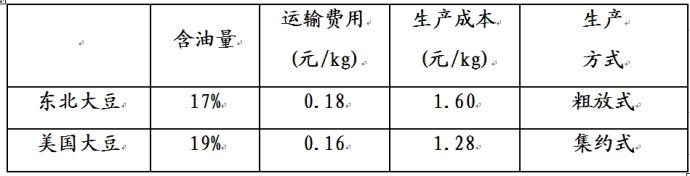 含油量 运输费用(元/kg) 生产成本(元/kg) 生产方式
东北大豆 17% 0.18 1.60 粗放式
美国大豆 19% 0.16 1.28 集约式